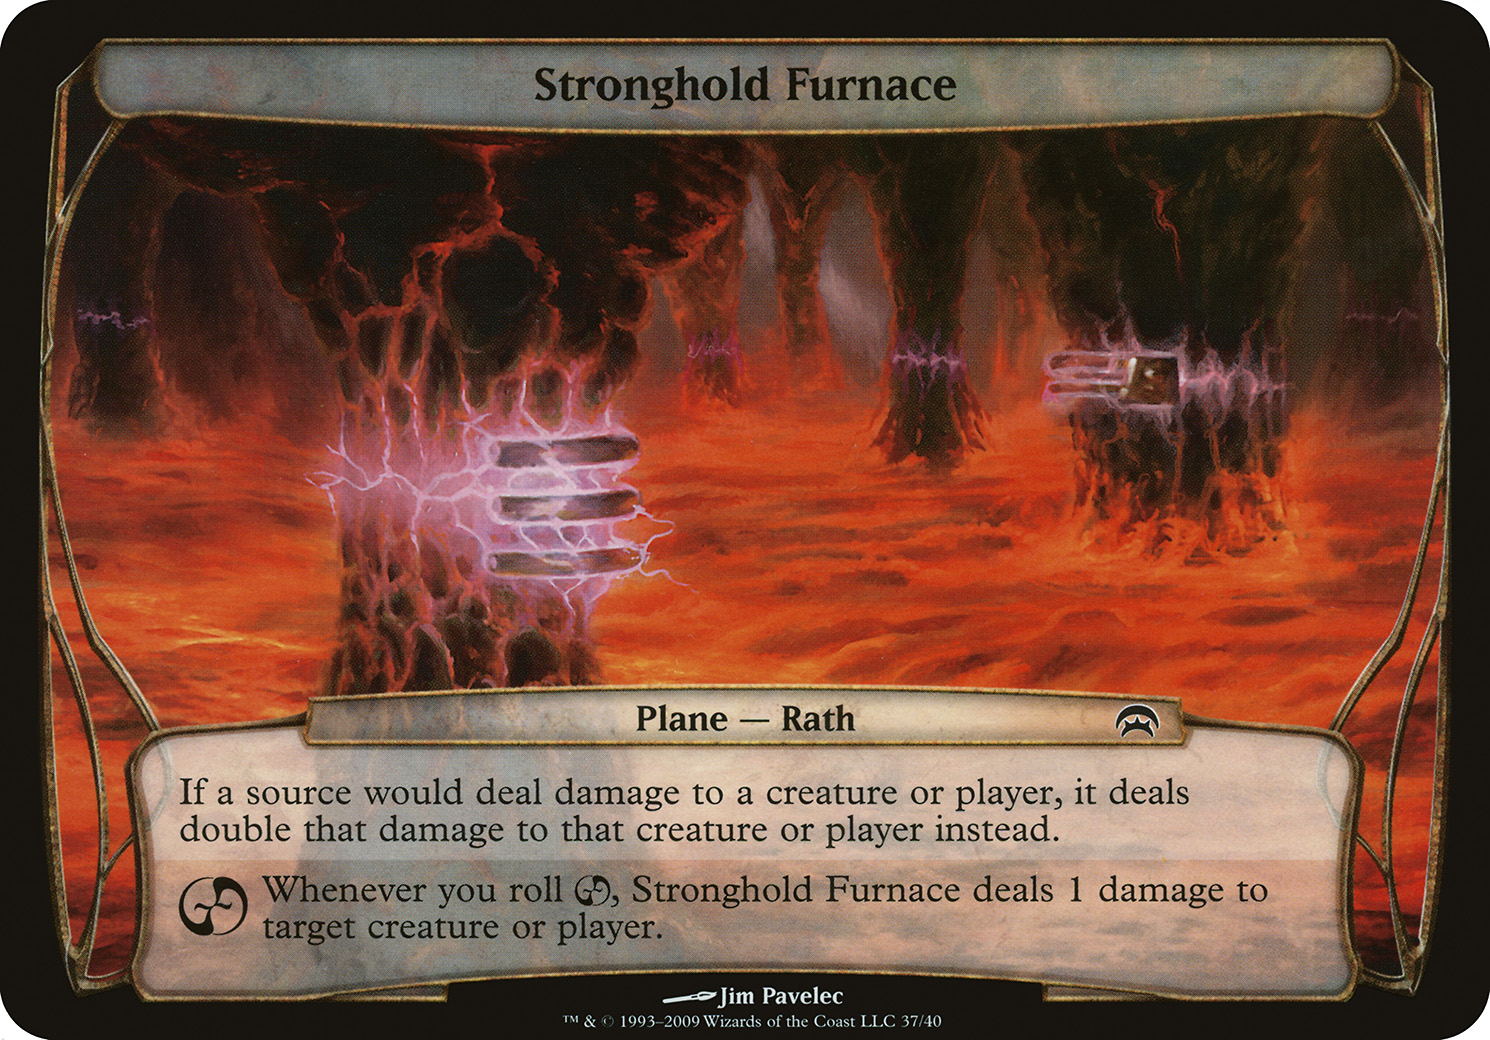 Stronghold Furnace
Plane — Rath
If a source would deal damage to a creature or player, it deals
double that damage to that creature or player instead.
Whenever you roll , Stronghold Furnace deals 1 damage to
target creature or player.
Jim Pavelec
™ & © 1993–2009 Wizards of the Coast LLC 37/40